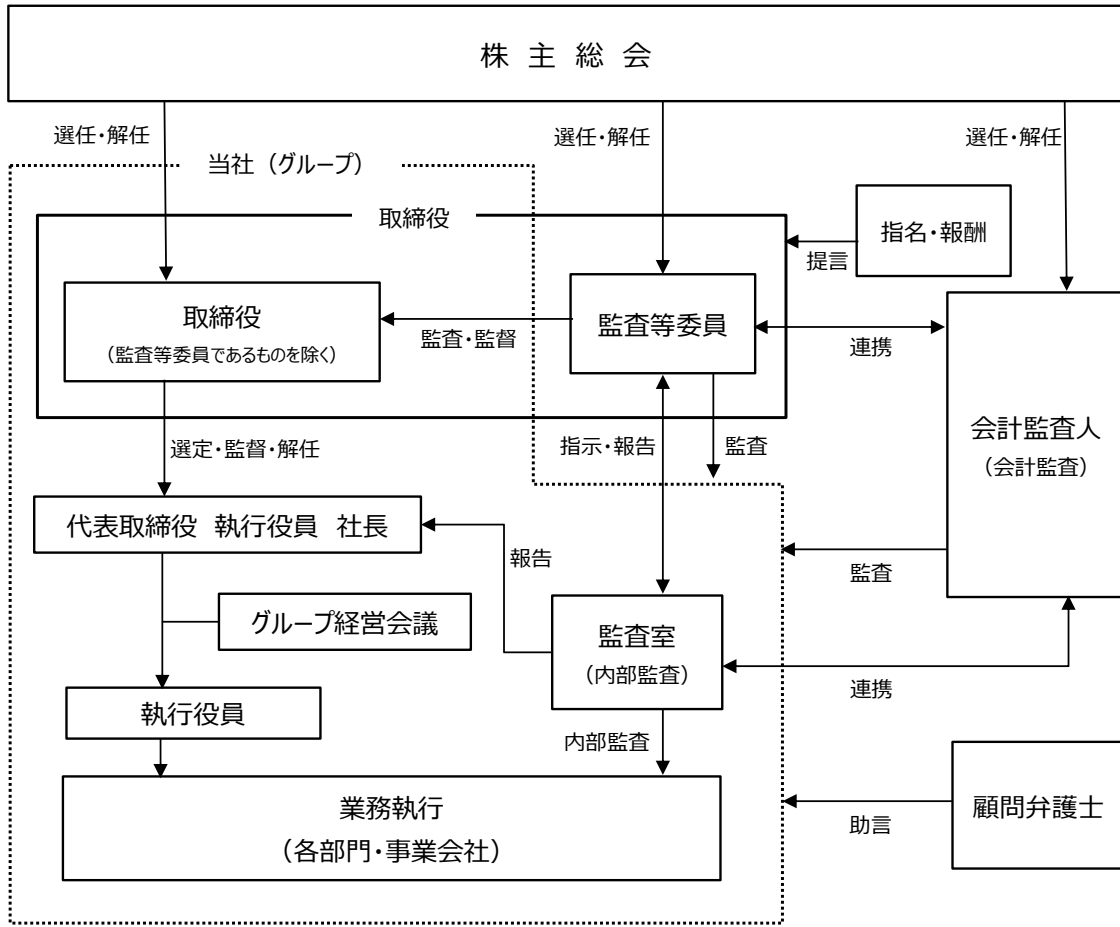 株 主 総 会
選任・解任
選任・解任
選任・解任
当社（グループ）
取締役
指名・報酬
提言
取締役
（監査等委員であるものを除く）
監査・監督
監査等委員
連携
会計監査人
（会計監査）
選定・監督・解任
指示・報告
監査
代表取締役　執行役員　社長
報告
監査
グループ経営会議
監査室
（内部監査）
連携
執行役員
内部監査
業務執行
（各部門・事業会社）
助言
顧問弁護士